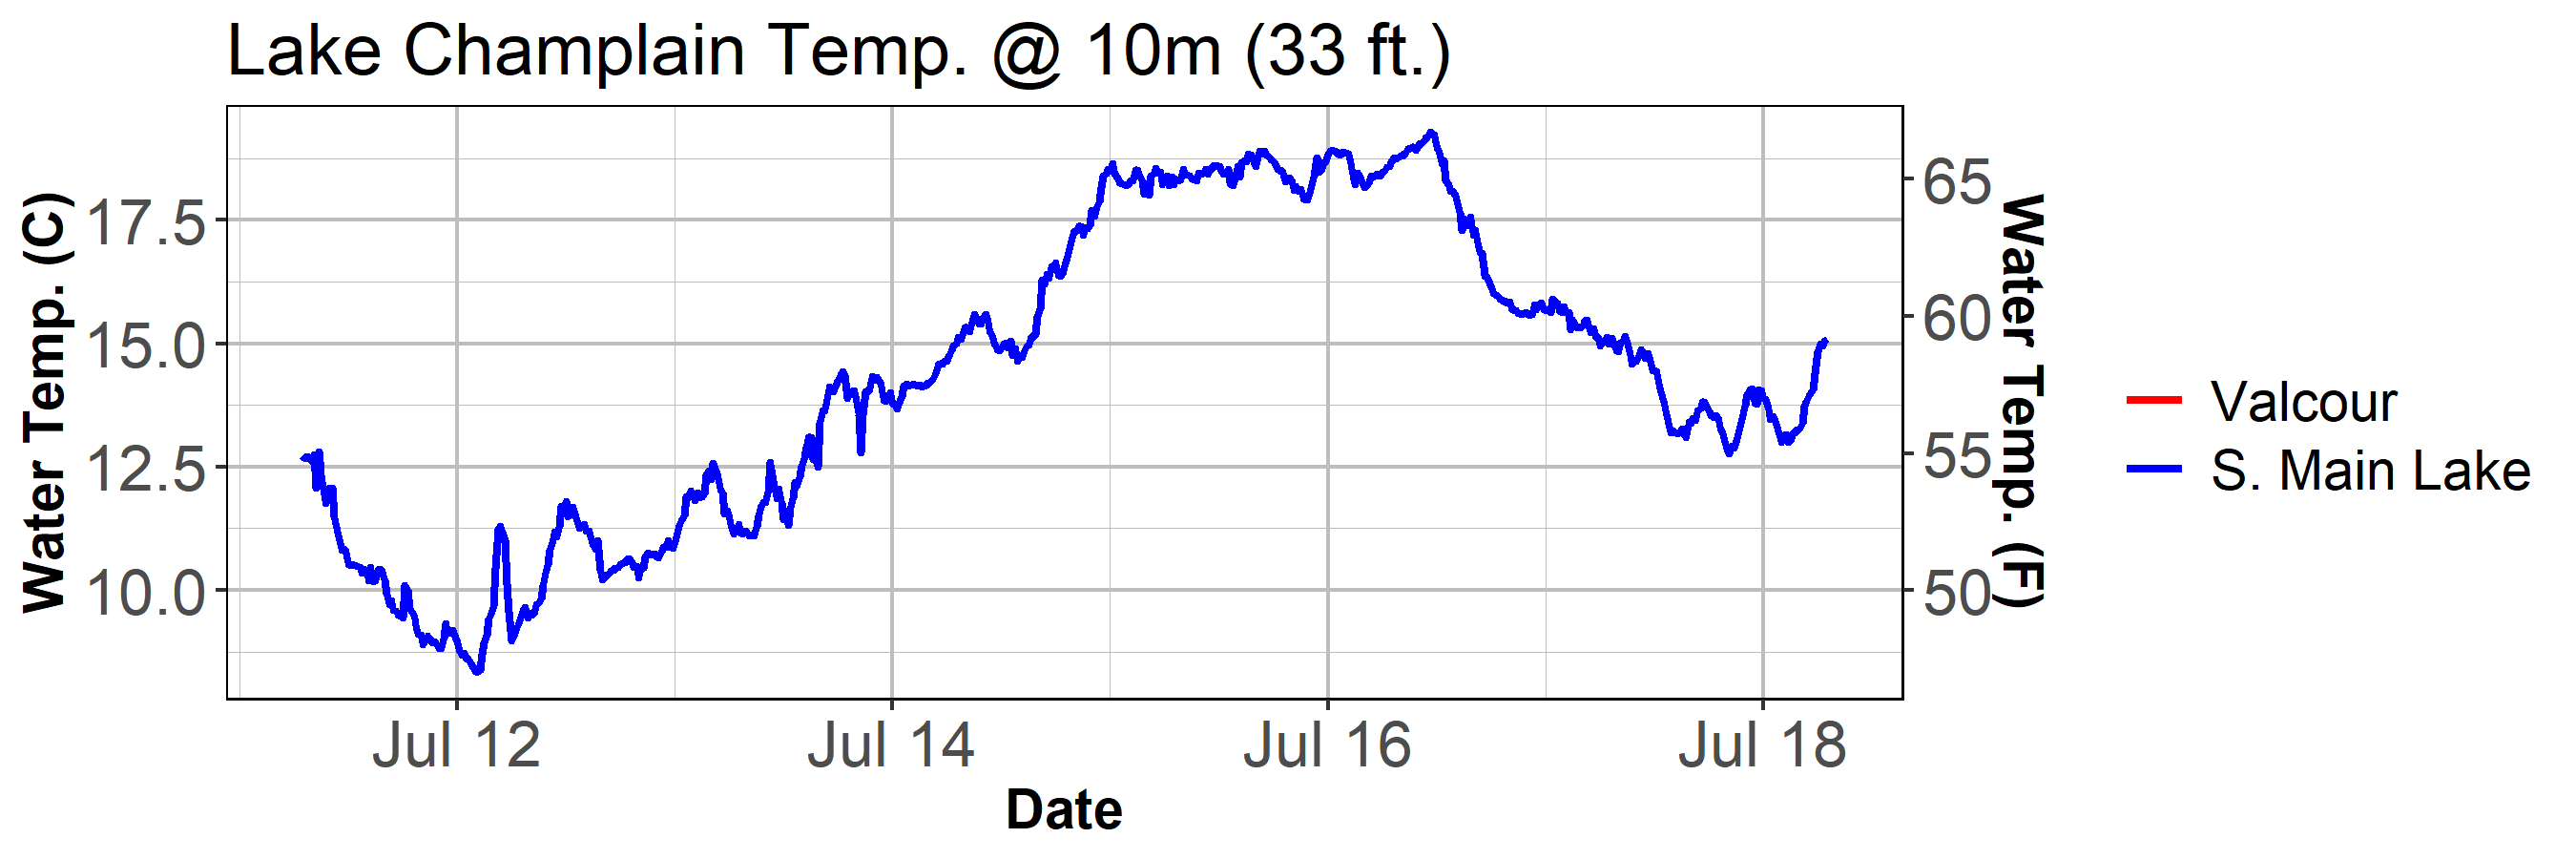 Lake Champlain Temp. @ 10m (33 ft.)
Water Temp. (C)
17.5
15.0
12.5
10.0
65
60
55
50
Water Temp. (F)
Jul 12
Jul 14
Jul 16
Jul 18
Date
Valcour
S. Main Lake